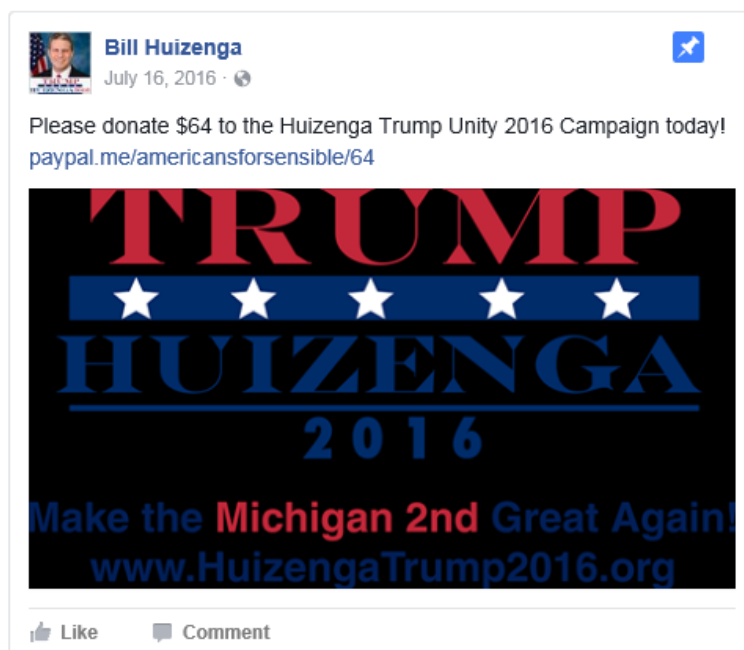 Bill Huizenga
July 16, 2016 ·
Please donate $64 to the Huizenga Trump Unity 2016 Campaign today!
paypal.me/americansforsensible/64
TRUMP
HUIZENGA
2016
Make the Michigan 2nd Great Again!
www.HuizengaTrump2016.org
Like Comment